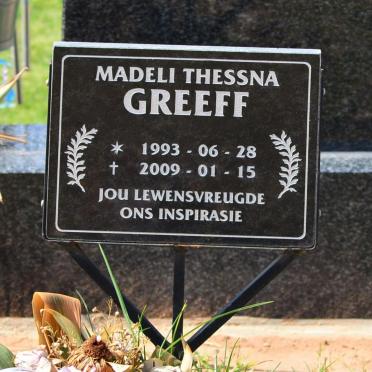 MADELI THESSNA
GREEFF
* 1993 - 06 - 28
† 2009 - 01 - 15
JOU LEWENSVREUGDE
ONS INSPIRASIE